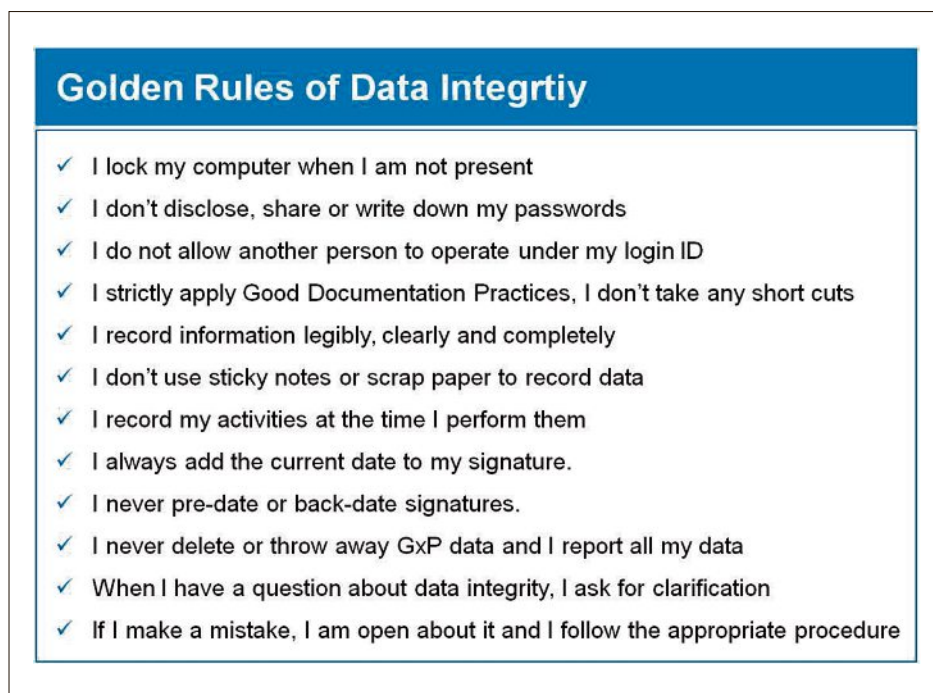 Golden Rules of Data Integrtiy
✓ I lock my computer when I am not present
✓ I don't disclose, share or write down my passwords
✓ I do not allow another person to operate under my login ID
✓ I strictly apply Good Documentation Practices, I don't take any short cuts
✓ I record information legibly, clearly and completely
✓ I don't use sticky notes or scrap paper to record data
✓ I record my activities at the time I perform them
✓ I always add the current date to my signature.
✓ I never pre-date or back-date signatures.
✓ I never delete or throw away GxP data and I report all my data
✓ When I have a question about data integrity, I ask for clarification
✓ If I make a mistake, I am open about it and I follow the appropriate procedure